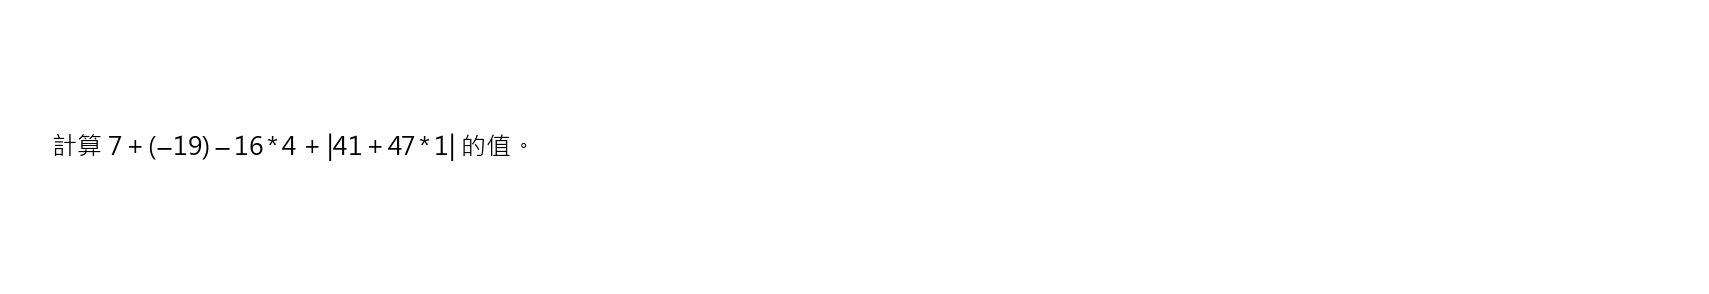 計算 7 + (−19) − 16 * 4 + |41 + 47 * 1| 的值。